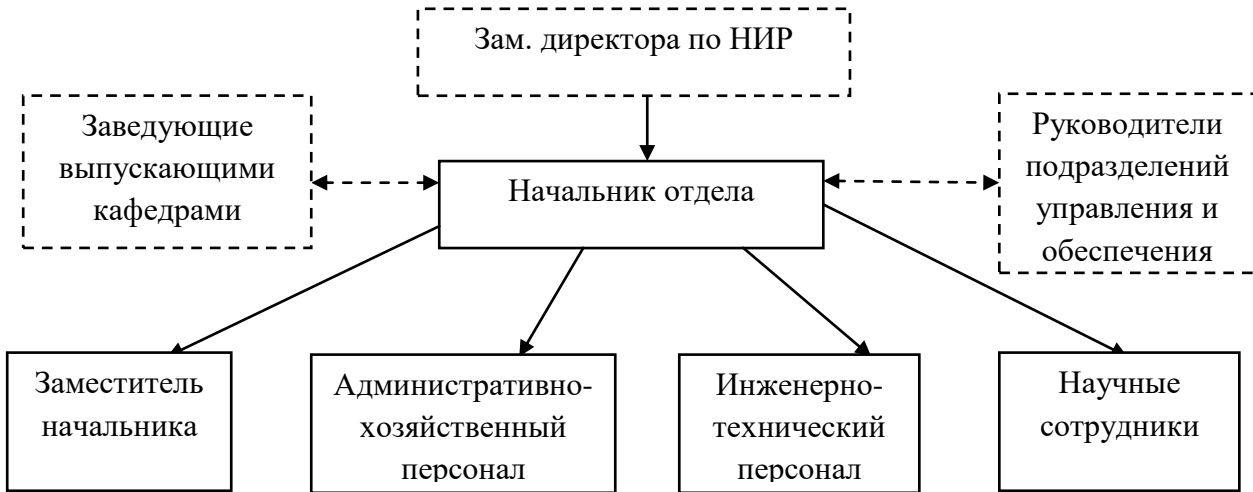 Зам. директора по НИР
Заведующие
выпускающими
кафедрами
Начальник отдела
Руководители
подразделений
управления и
обеспечения
Заместитель
начальника
Административно-
хозяйственный
персонал
Инженерно-
технический
персонал
Научные
сотрудники